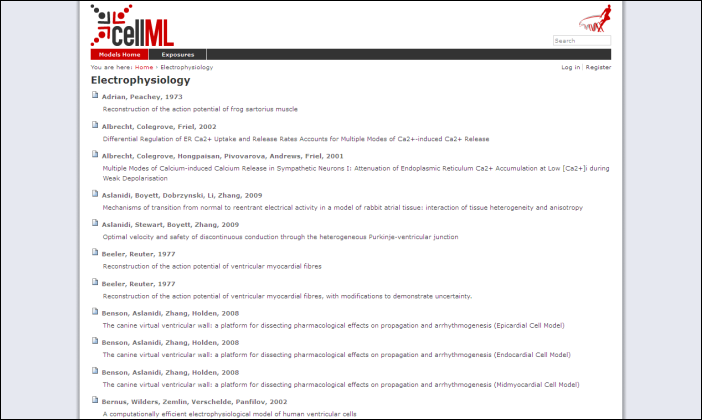 cellML
Search
Models Home Exposures
You are here: Home › Electrophysiology Log in Register
Electrophysiology
Adrian, Peachey, 1973
Reconstruction of the action potential of frog sartorius muscle
Albrecht, Colegrove, Friel, 2002
Differential Regulation of ER Ca2+ Uptake and Release Rates Accounts for Multiple Modes of Ca2+-induced Ca2+ Release
Albrecht, Colegrove, Hongpaisan, Pivovarova, Andrews, Friel, 2001
Multiple Modes of Calcium-induced Calcium Release in Sympathetic Neurons I: Attenuation of Endoplasmic Reticulum Ca2+ Accumulation at Low [Ca2+]i during
Weak Depolarisation
Aslanidi, Boyett, Dobrzynski, Li, Zhang, 2009
Mechanisms of transition from normal to reentrant electrical activity in a model of rabbit atrial tissue: interaction of tissue heterogeneity and anisotropy
Aslanidi, Stewart, Boyett, Zhang, 2009
Optimal velocity and safety of discontinuous conduction through the heterogeneous Purkinje-ventricular junction
Beeler, Reuter, 1977
Reconstruction of the action potential of ventricular myocardial fibres
Beeler, Reuter, 1977
Reconstruction of the action potential of ventricular myocardial fibres, with modifications to demonstrate uncertainty.
Benson, Aslanidi, Zhang, Holden, 2008
The canine virtual ventricular wall: a platform for dissecting pharmacological effects on propagation and arrhythmogenesis (Epicardial Cell Model)
Benson, Aslanidi, Zhang, Holden, 2008
The canine virtual ventricular wall: a platform for dissecting pharmacological effects on propagation and arrhythmogenesis (Endocardial Cell Model)
Benson, Aslanidi, Zhang, Holden, 2008
The canine virtual ventricular wall: a platform for dissecting pharmacological effects on propagation and arrhythmogenesis (Midmyocardial Cell Model)
Bernus, Wilders, Zemlin, Verschelde, Panfilov, 2002
A computationally efficient electrophysiological model of human ventricular cells